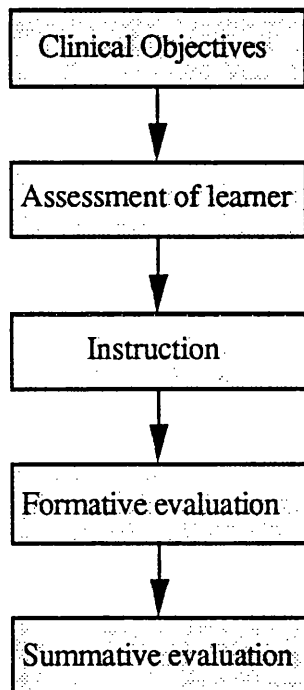 Clinical Objectives
Assessment of learner
Instruction
Formative evaluation
Summative evaluation